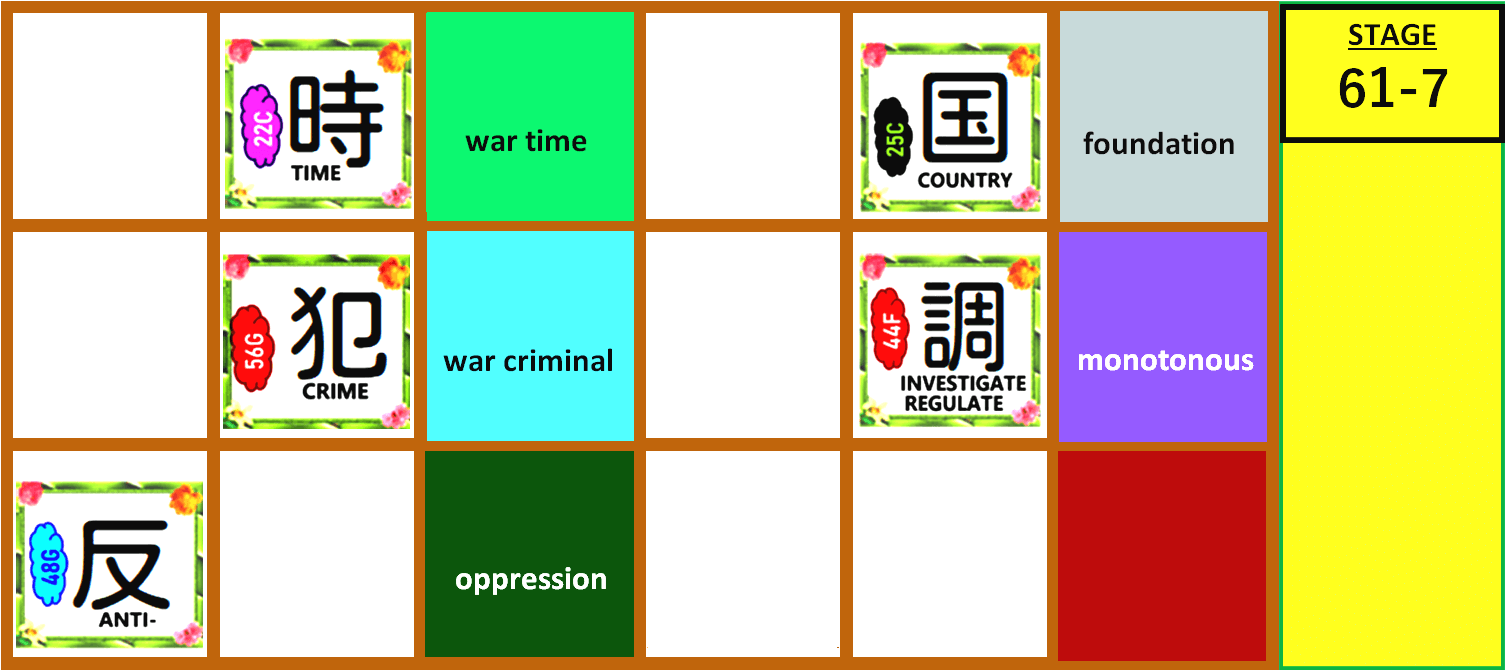 22C
時
TIME
war time
25C
国
COUNTRY
foundation
STAGE
61-7
56G
犯
CRIME
war criminal
44F
調
INVESTIGATE
REGULATE
monotonous
48G
反
ANTI-
oppression